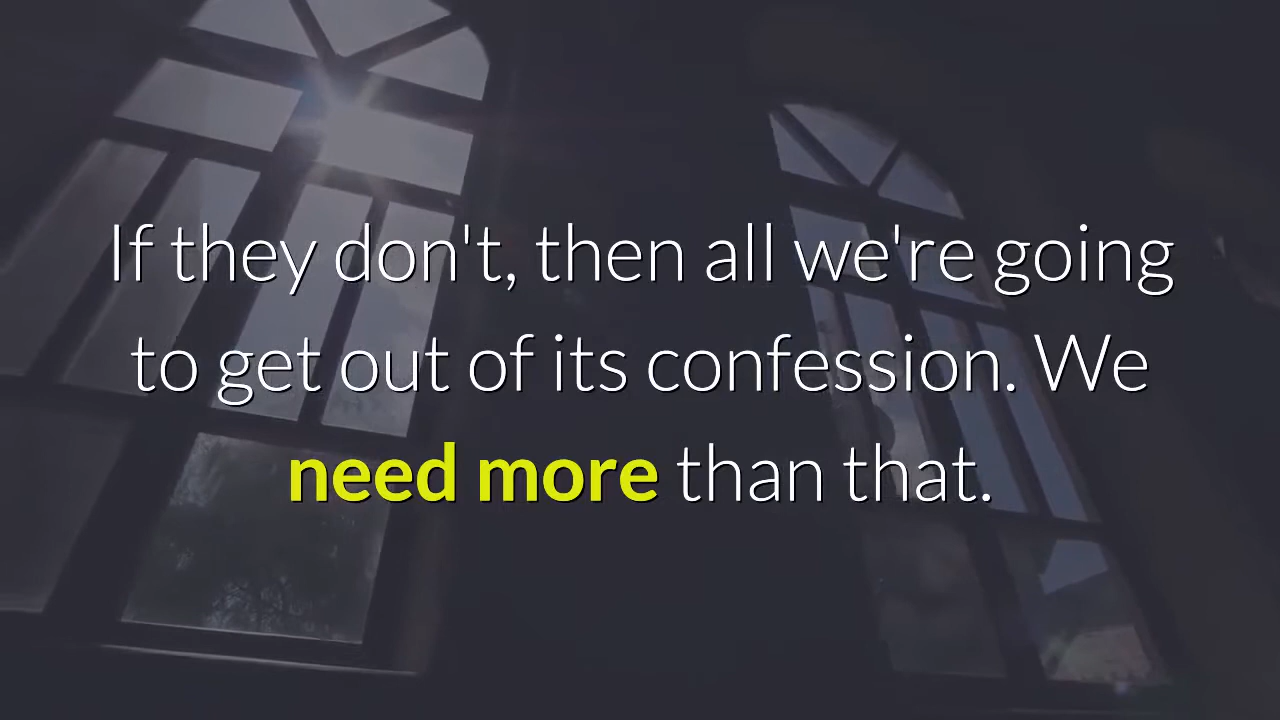 If they don't, then all we're going
to get out of its confession. We
need more than that.